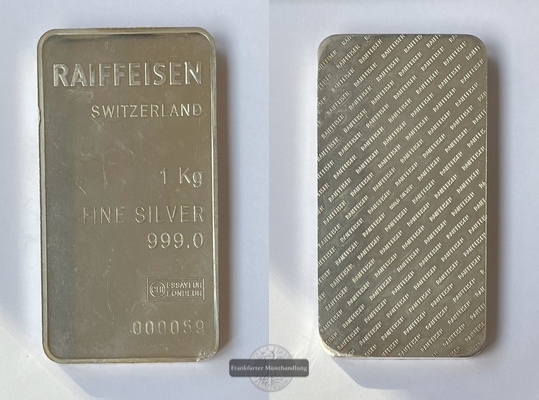 RAIFFEISEN
SWITZERLAND
1 Kg
FINE SILVER
999.0
ESSAYEUR
FONDEUR
000059
Frankfurter Münzhandlung